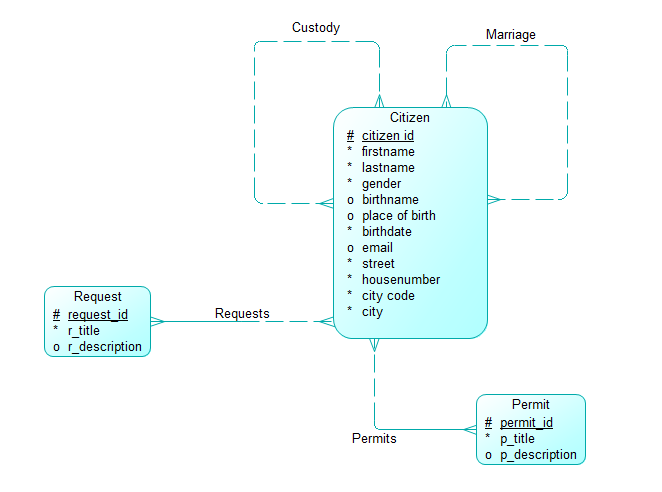 Custody
Marriage
Citizen
# citizen id
* firstname
* lastname
* gender
o birthname
o place of birth
* birthdate
o email
* street
* housenumber
* city code
* city
Request
# request_id
* r_title
o r_description
Requests
Permit
# permit_id
* p_title
o p_description
Permits